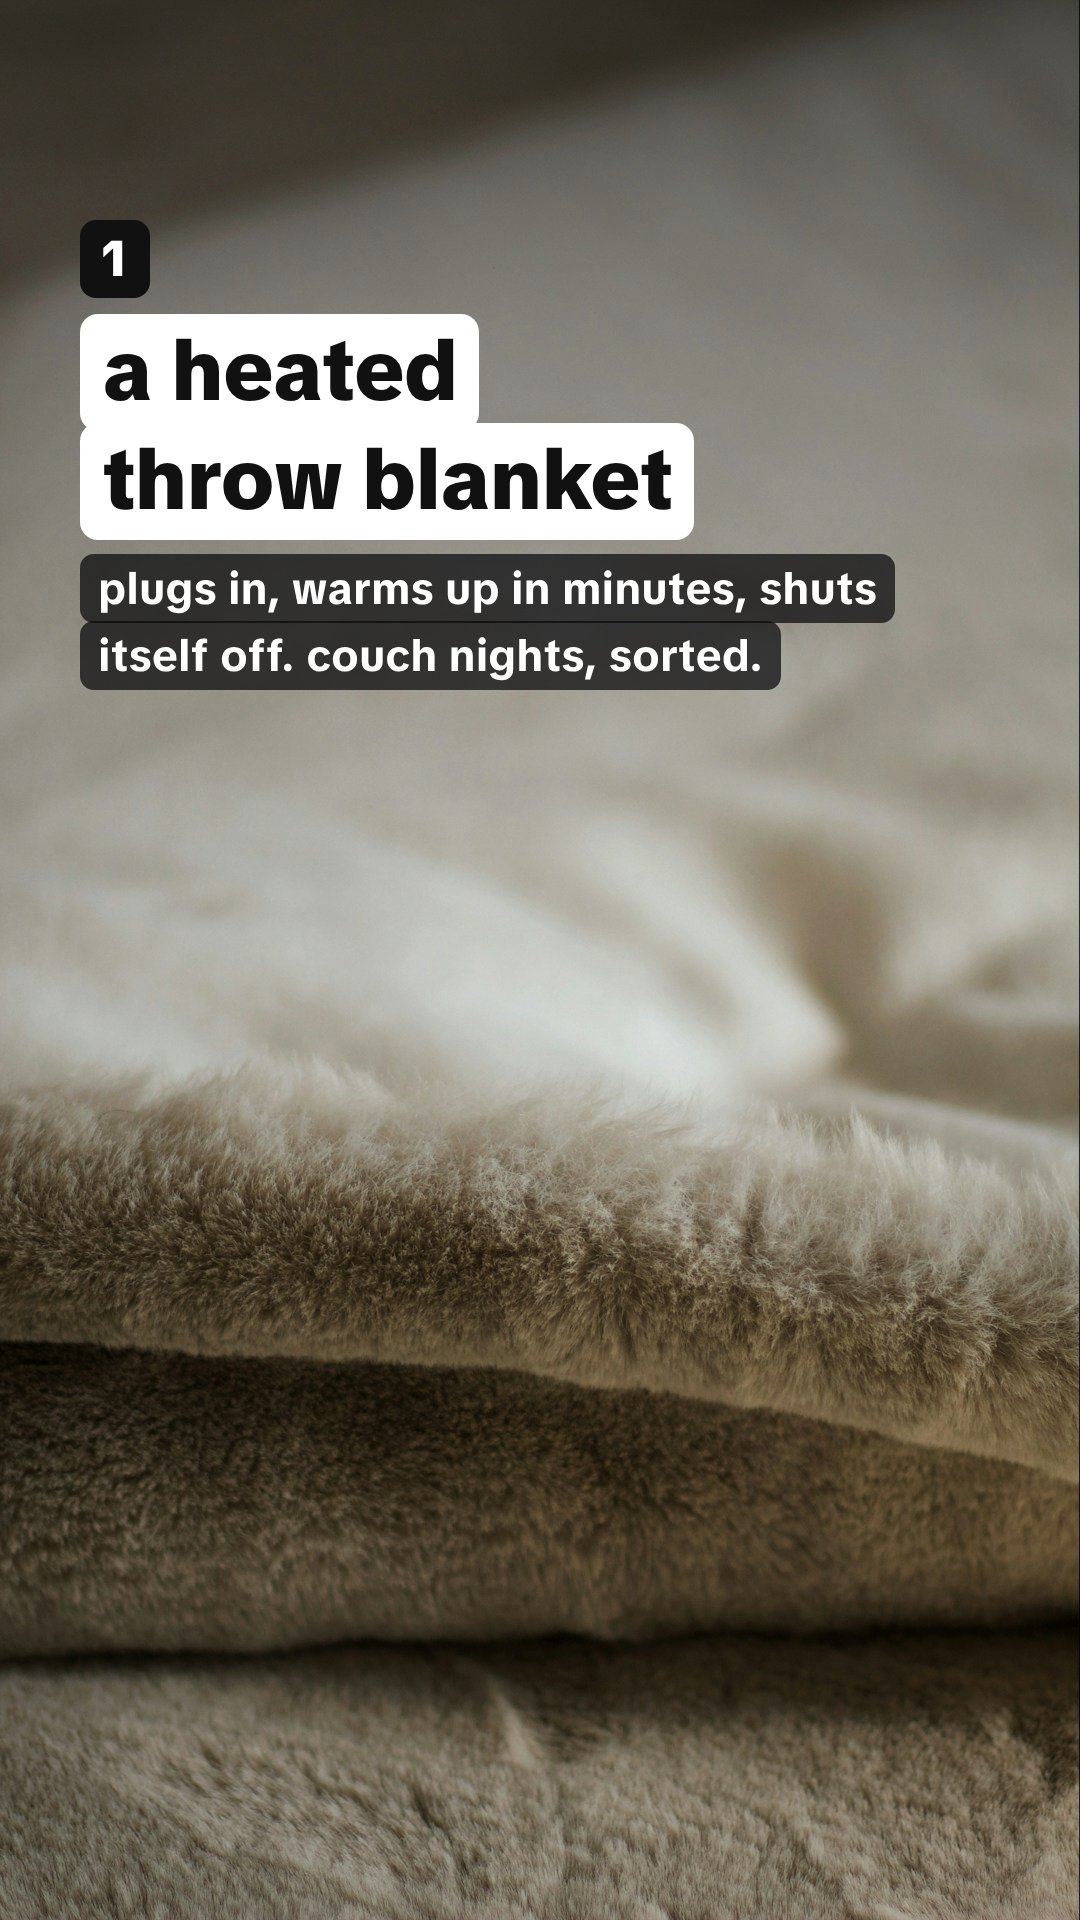 1
a heated
throw blanket
plugs in, warms up in minutes, shuts
itself off. couch nights, sorted.